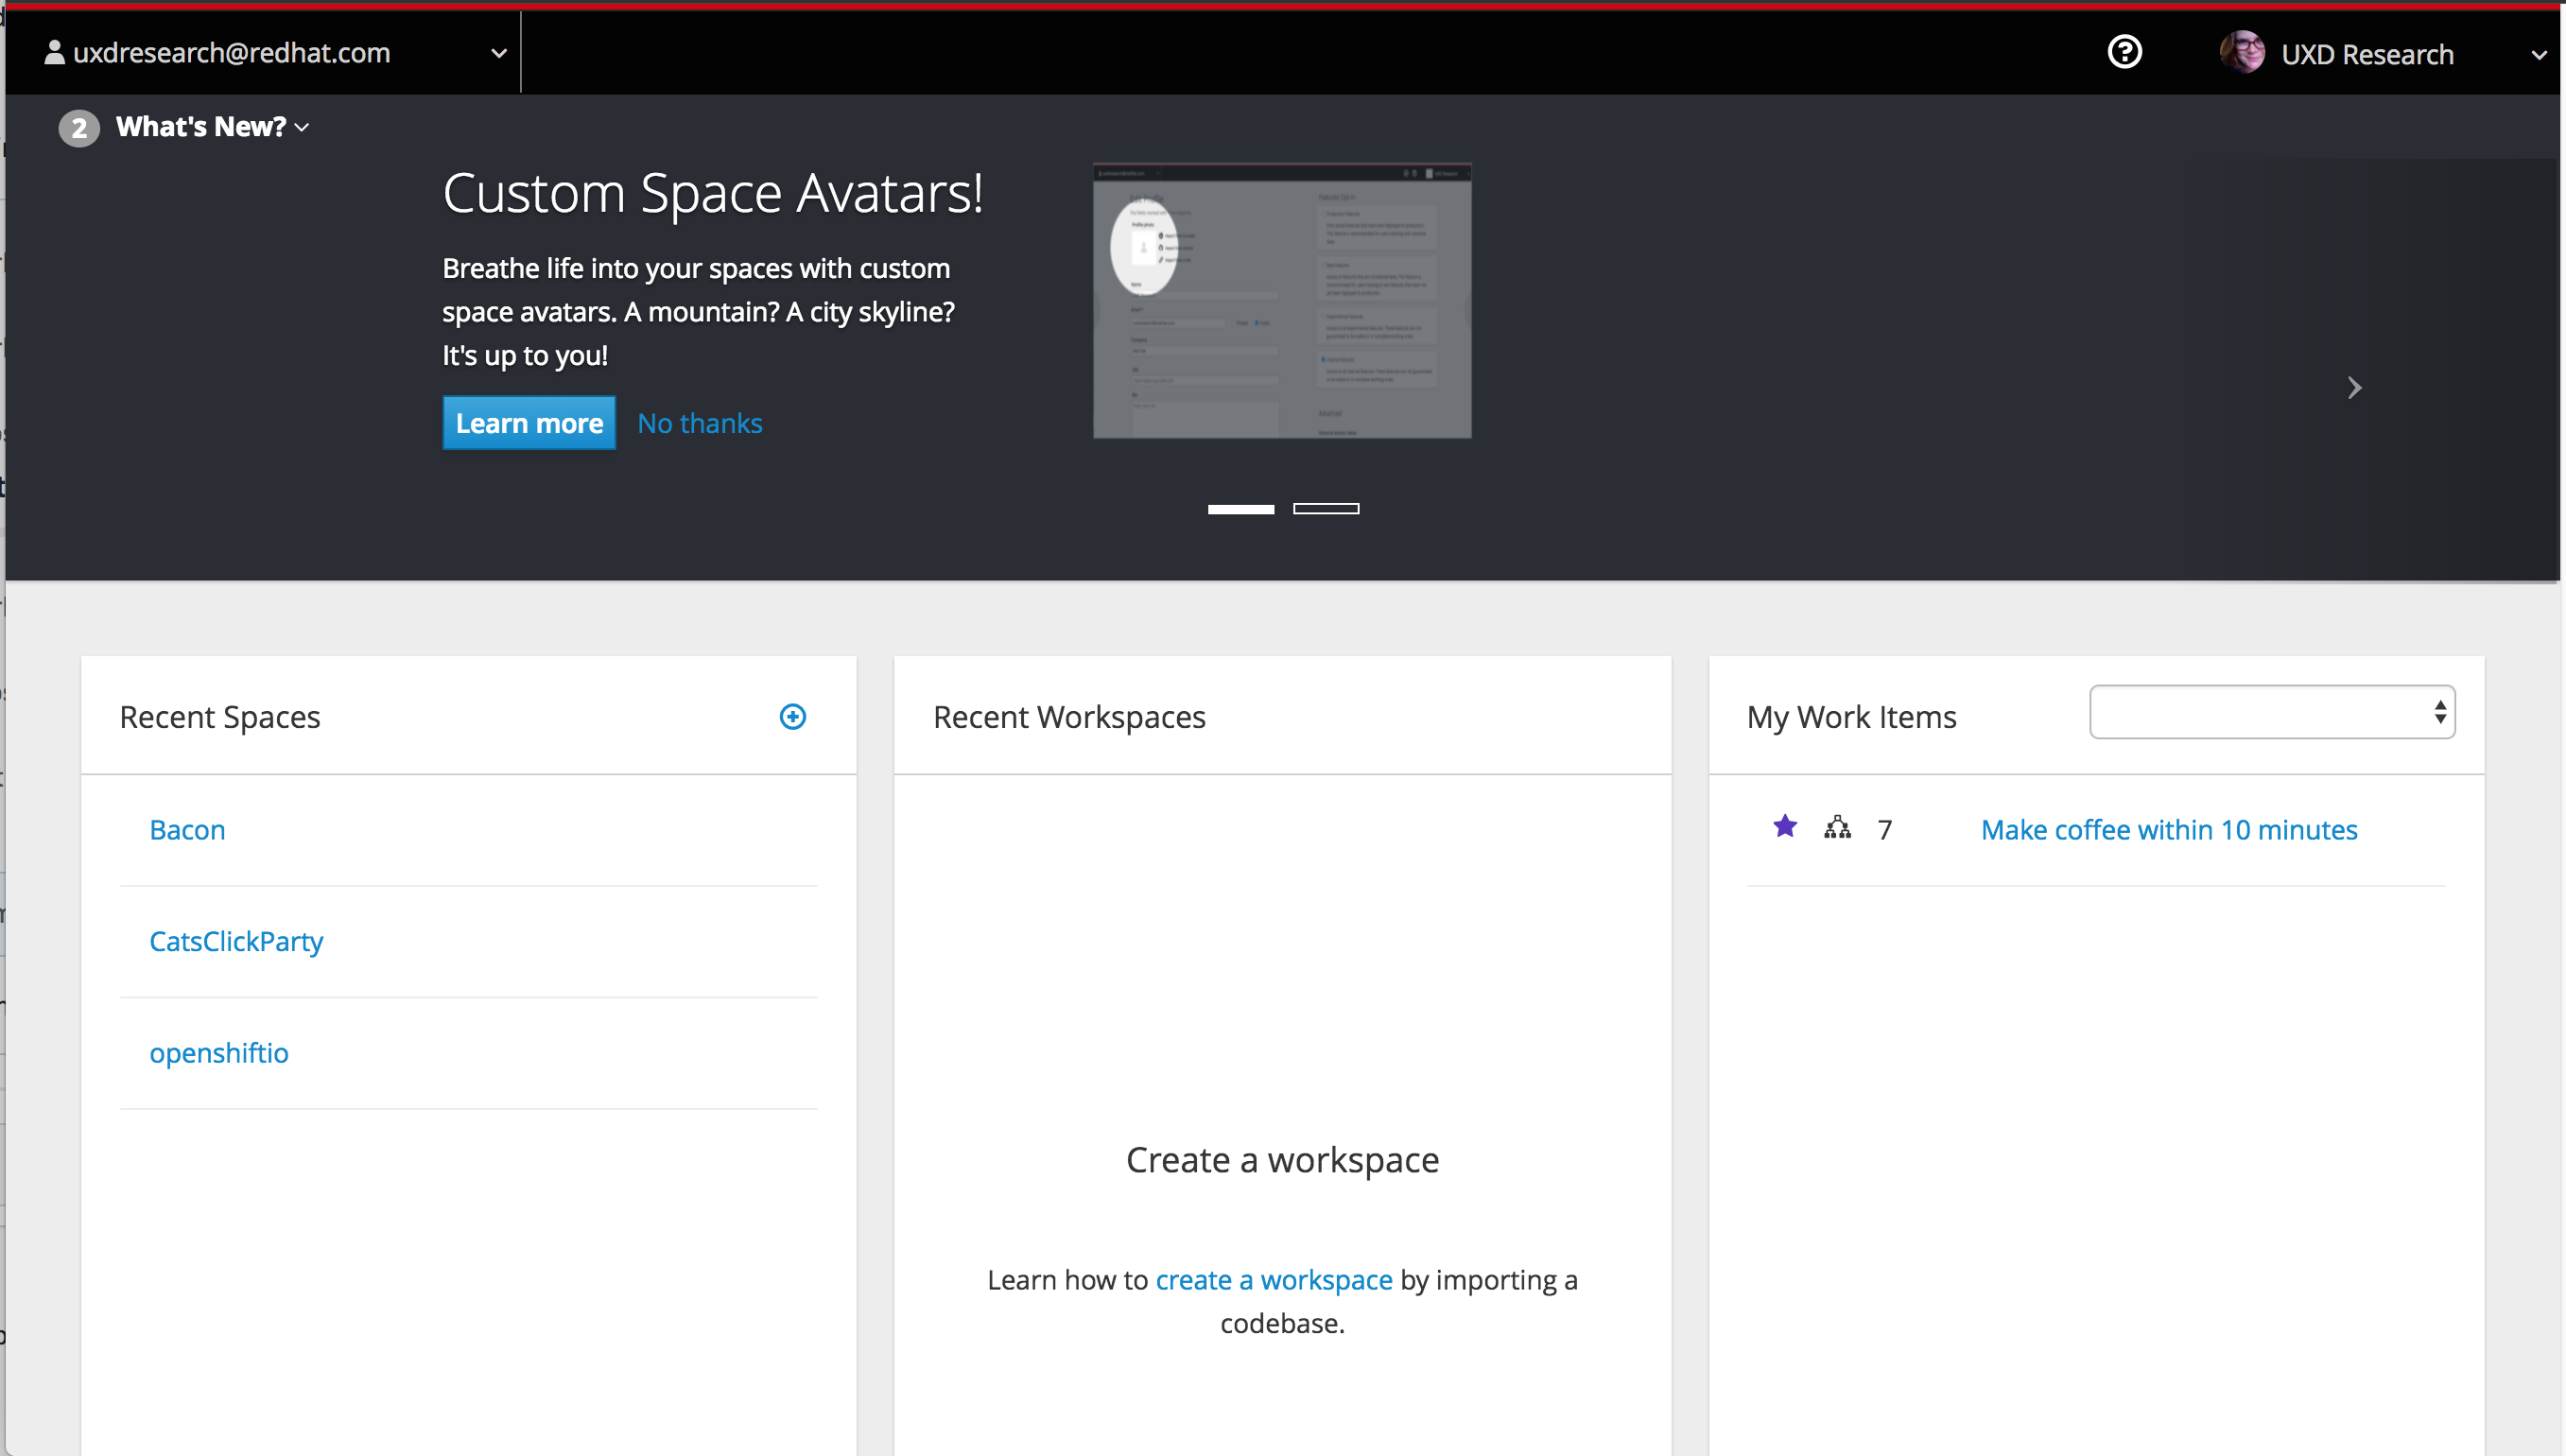 uxdresearch@redhat.com
UXD Research
2 What's New?
Custom Space Avatars!
Breathe life into your spaces with custom
space avatars. A mountain? A city skyline?
It's up to you!
Learn more No thanks
Recent Spaces
Bacon
CatsClickParty
openshiftio
Recent Workspaces
Create a workspace
Learn how to create a workspace by importing a
codebase.
My Work Items
7 Make coffee within 10 minutes